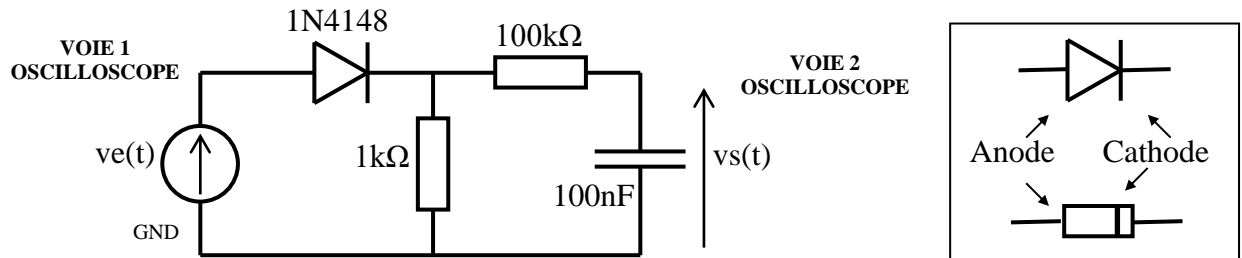 1N4148
VOIE 1
OSCILLOSCOPE
100kΩ
VOIE 2
OSCILLOSCOPE
ve(t)
1kΩ
100nF
vs(t)
GND
Anode Cathode